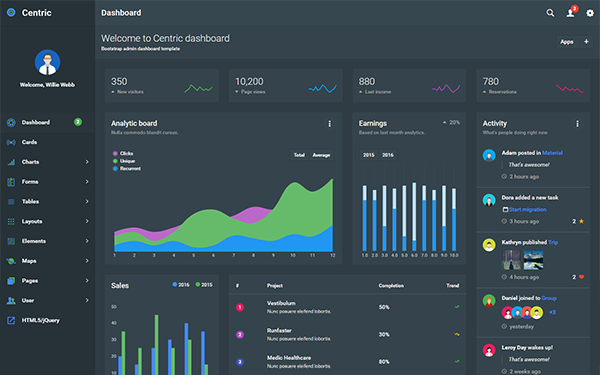 Centric
Dashboard
3
Welcome, Willie Webb
Dashboard
2
Cards
Charts
Forms
Tables
Layouts
Elements
Maps
Pages
User
HTML5/jQuery
Welcome to Centric dashboard
Bootstrap admin dashboard template
Apps +
350
New visitors
10,200
Page views
880
Last income
780
Reservations
Analytic board
Nulla commodo blandit cursus.
Clicks
Unique
Recurrent
Total Average
1 2 3 4 5 6 7 8 9 10 11 12
Earnings
20%
Based on last month analytics.
2015 2016
1.0 2.0 3.0 4.0 5.0 6.0 7.0 8.0 9.0 10.0
Activity
What's people doing right now
Adam posted in Material
That's awesome!
2 hours ago
Dora added a new task
Start migration
3 hours ago
2
Kathryn published Trip
4 hours ago
2
Daniel joined to Group
+3
yesterday
Leroy Day wakes up!
That's awesome!
2 weeks ago
Sales
2016 2015
50
40
30
20
10
# Project Completion Trend
1 Vestibulum 50%
Nunc posuere eleifend lobortis.
2 Runfaster 30%
Nunc posuere eleifend lobortis.
3 Medic Healthcare 80%
Nunc posuere eleifend lobortis.